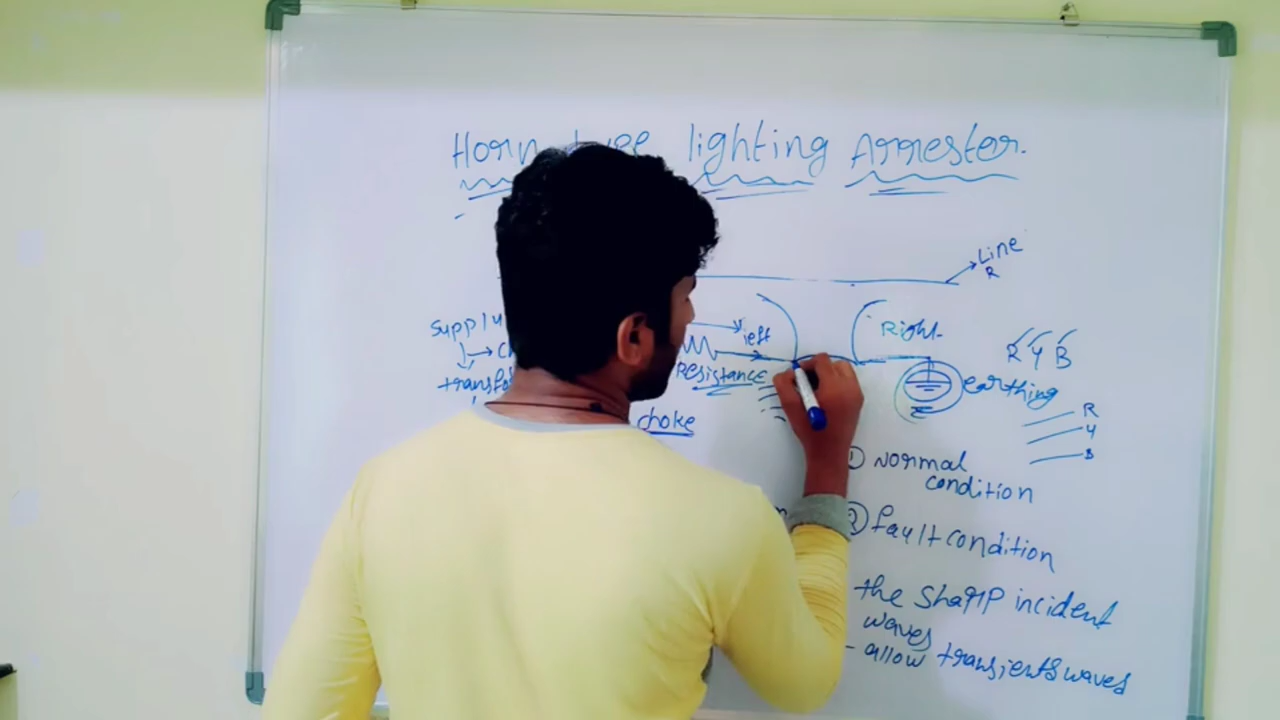 Horn type lighting Arrester.
Line
R
supply
left
Right
R Y B
Resistance
earthing
R
Y
B
choke
① normal
condition
② fault condition
the sharp incident
waves
- allow transients waves